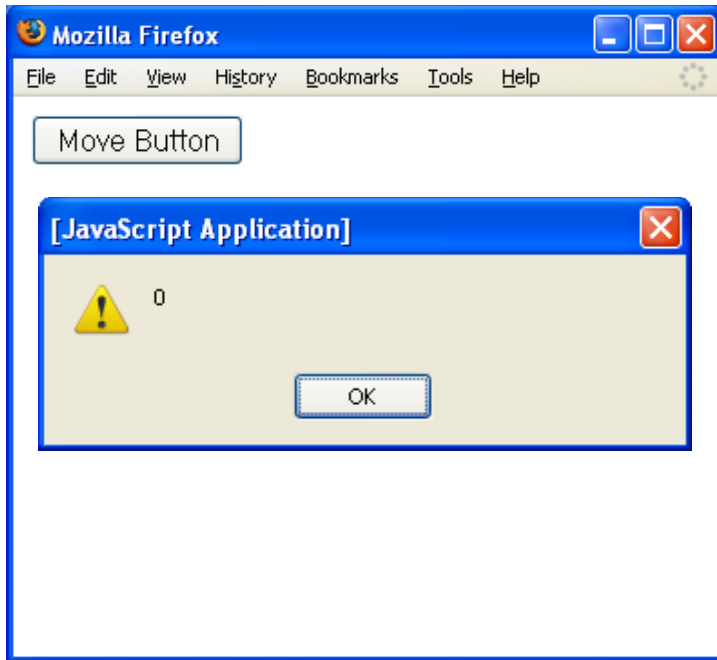 Mozilla Firefox
File Edit View History Bookmarks Tools Help
Move Button
[JavaScript Application]
0
OK